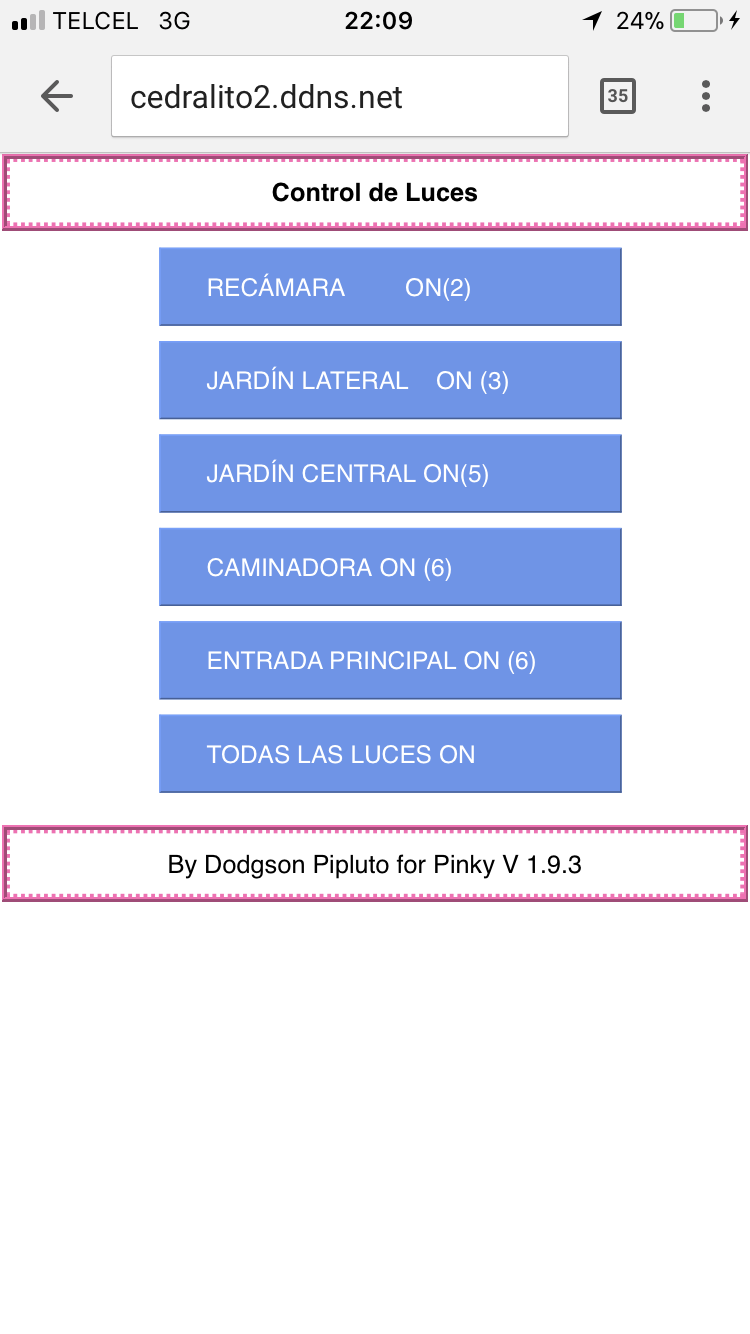 TELCEL 3G 22:09 24%
cedralito2.ddns.net 35
Control de Luces
RECÁMARA ON(2)
JARDÍN LATERAL ON (3)
JARDÍN CENTRAL ON(5)
CAMINADORA ON (6)
ENTRADA PRINCIPAL ON (6)
TODAS LAS LUCES ON
By Dodgson Pipluto for Pinky V 1.9.3